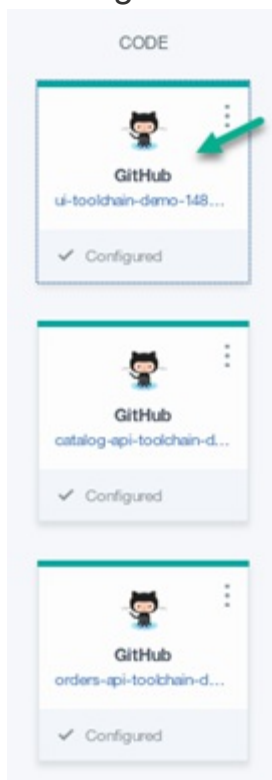 CODE
GitHub
ui-toolchain-demo-148...
✓ Configured
GitHub
catalog-api-toolchain-d...
✓ Configured
GitHub
orders-api-toolchain-d...
✓ Configured